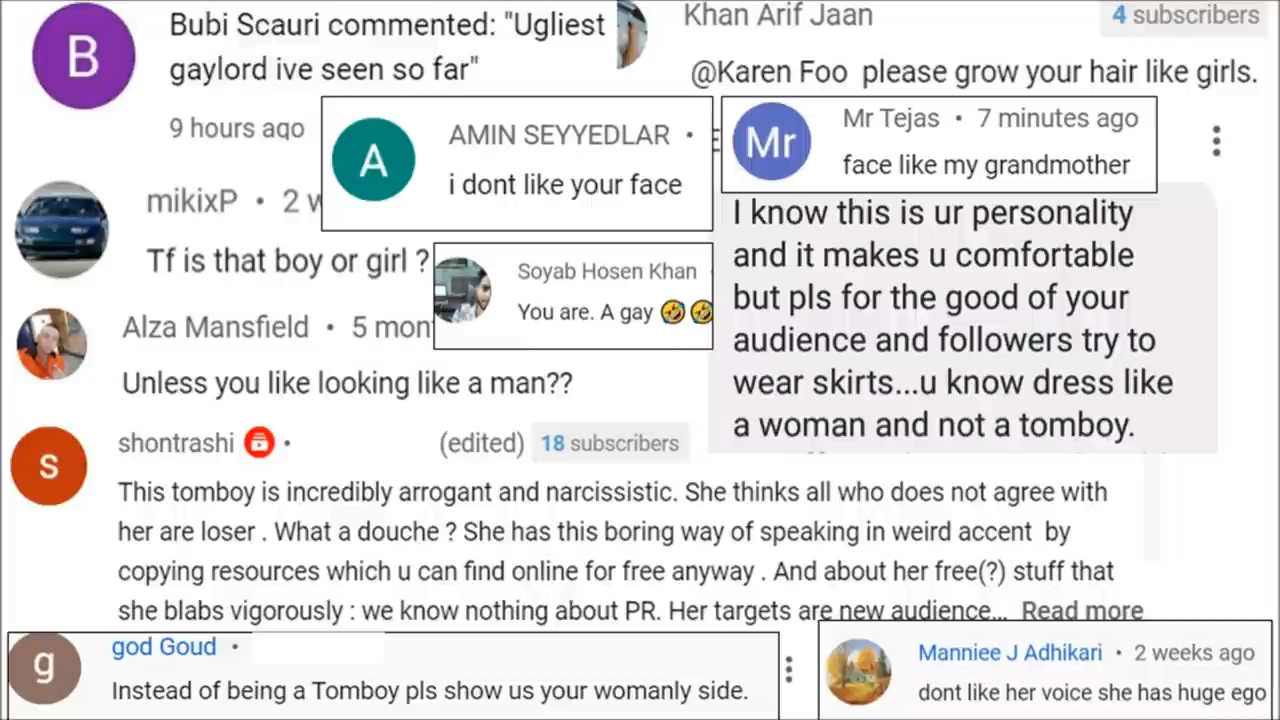 B
Bubi Scauri commented: "Ugliest
gaylord ive seen so far"
9 hours ago
Khan Arif Jaan
4 subscribers
@Karen Foo please grow your hair like girls.
A
AMIN SEYYEDLAR •
i dont like your face
Mr
Mr Tejas • 7 minutes ago
face like my grandmother
mikixP • 2 w
Tf is that boy or girl ?
Soyab Hosen Khan
You are. A gay 🤣🤣
I know this is ur personality
and it makes u comfortable
but pls for the good of your
audience and followers try to
wear skirts...u know dress like
a woman and not a tomboy.
Alza Mansfield • 5 mon
Unless you like looking like a man??
s
shontrashi •
(edited) 18 subscribers
This tomboy is incredibly arrogant and narcissistic. She thinks all who does not agree with
her are loser . What a douche ? She has this boring way of speaking in weird accent by
copying resources which u can find online for free anyway . And about her free(?) stuff that
she blabs vigorously : we know nothing about PR. Her targets are new audience... Read more
g
god Goud •
Instead of being a Tomboy pls show us your womanly side.
Manniee J Adhikari • 2 weeks ago
dont like her voice she has huge ego